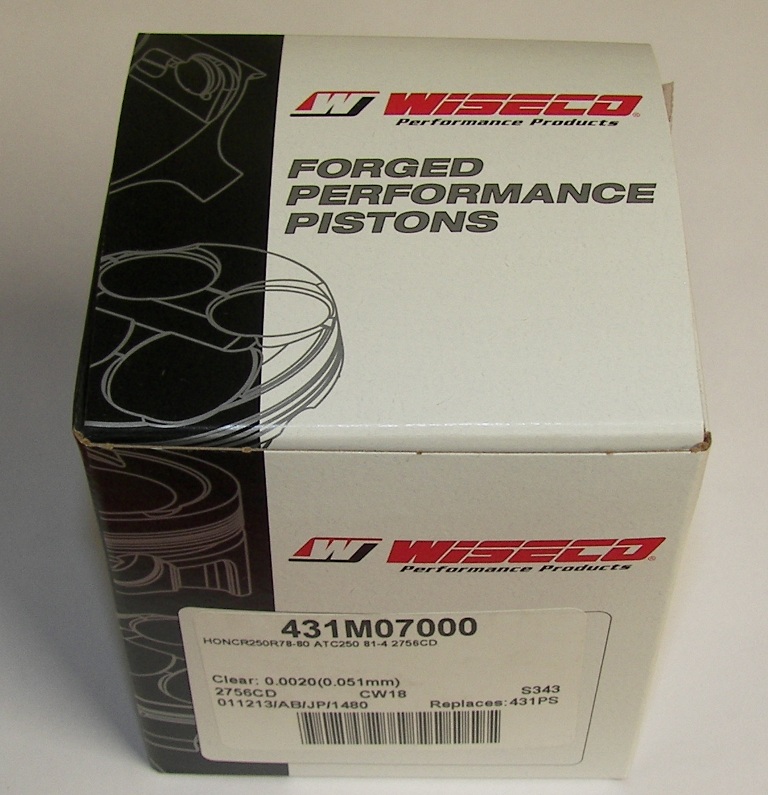 W WISECO
Performance Products
FORGED
PERFORMANCE
PISTONS
W WISECO
Performance Products
431M07000
HONCR250R78-80 ATC250 81-4 2756CD
Clear: 0.0020(0.051mm)
2756CD CW18 S343
011213/AB/JP/1480 Replaces:431PS